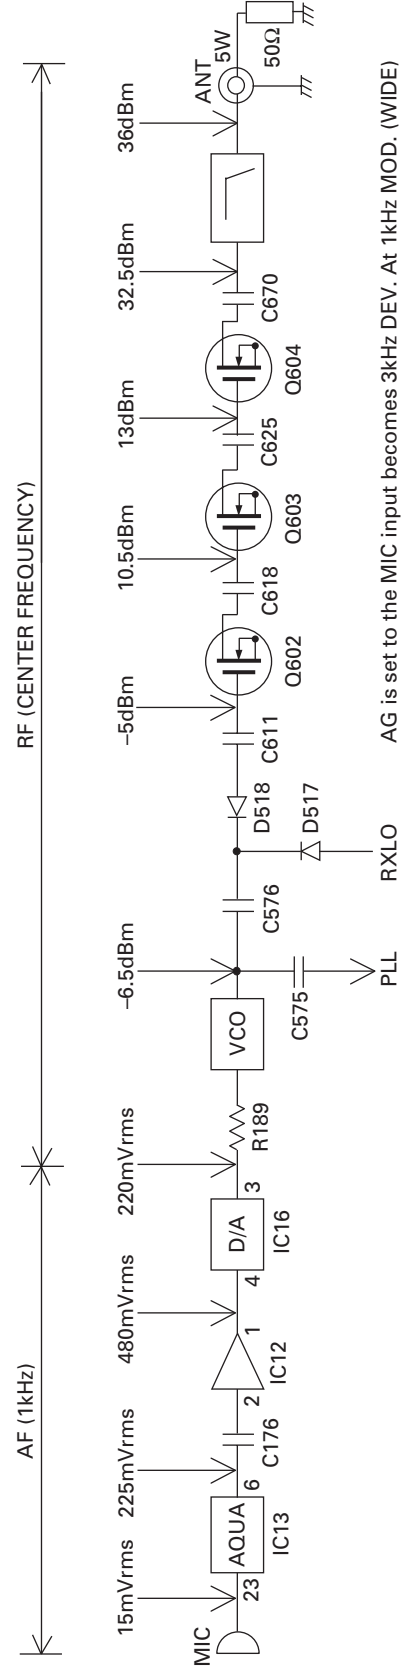 AF (1kHz)
RF (CENTER FREQUENCY)
15mVrms
225mVrms
480mVrms
220mVrms
–6.5dBm
–5dBm
10.5dBm
13dBm
32.5dBm
36dBm
MIC
23
AQUA
IC13
6
C176
2
IC12
1
4
D/A
IC16
3
R189
VCO
C575
PLL
C576
D518
D517
RXLO
C611
Q602
C618
Q603
C625
Q604
C670
ANT
5W
50Ω
AG is set to the MIC input becomes 3kHz DEV. At 1kHz MOD. (WIDE)